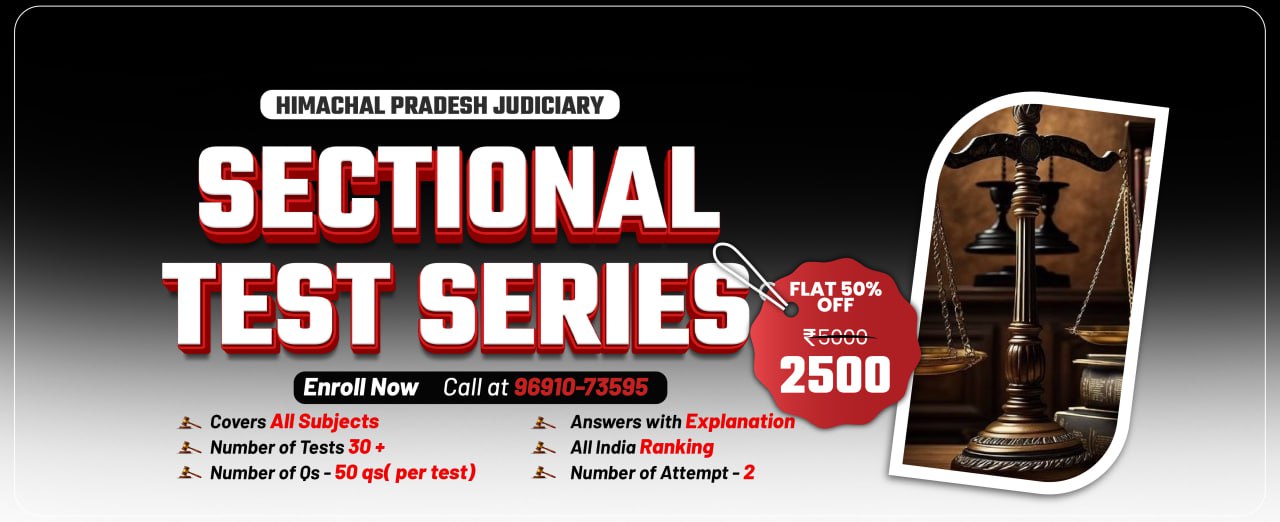 HIMACHAL PRADESH JUDICIARY
SECTIONAL
TEST SERIES
FLAT 50%
OFF
₹5000
2500
Enroll Now Call at 96910-73595
Covers All Subjects
Number of Tests 30 +
Number of Qs - 50 qs( per test)
Answers with Explanation
All India Ranking
Number of Attempt - 2